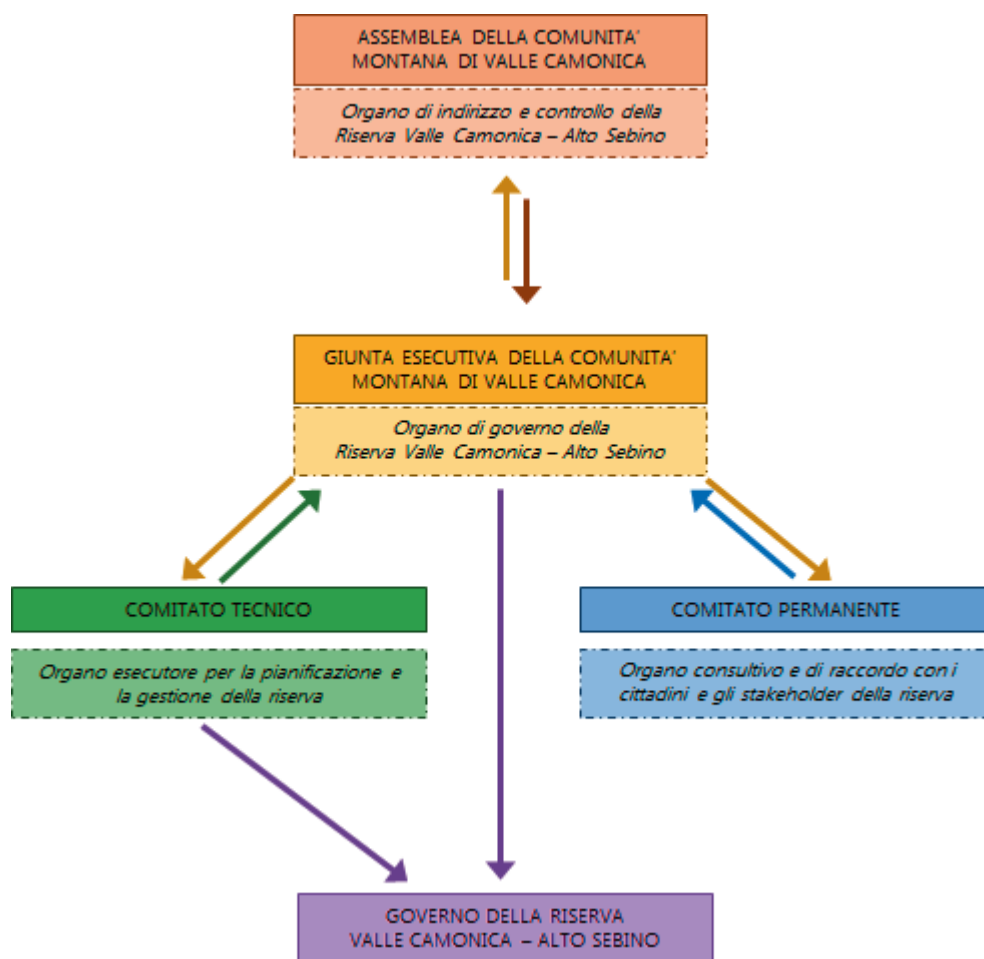 ASSEMBLEA DELLA COMUNITA'
MONTANA DI VALLE CAMONICA
Organo di indirizzo e controllo della
Riserva Valle Camonica – Alto Sebino
GIUNTA ESECUTIVA DELLA COMUNITA'
MONTANA DI VALLE CAMONICA
Organo di governo della
Riserva Valle Camonica – Alto Sebino
COMITATO TECNICO
Organo esecutore per la pianificazione e
la gestione della riserva
COMITATO PERMANENTE
Organo consultivo e di raccordo con i
cittadini e gli stakeholder della riserva
GOVERNO DELLA RISERVA
VALLE CAMONICA – ALTO SEBINO